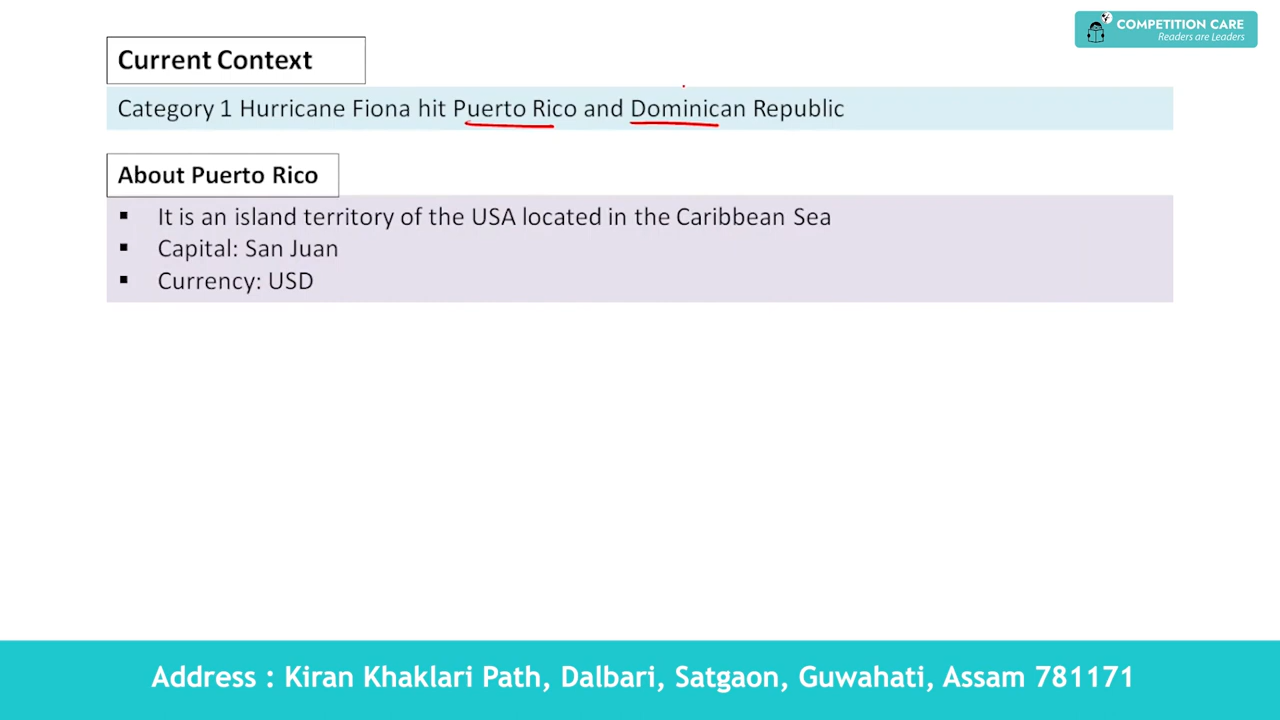 COMPETITION CARE
Readers are Leaders
Current Context
Category 1 Hurricane Fiona hit Puerto Rico and Dominican Republic
About Puerto Rico
▪ It is an island territory of the USA located in the Caribbean Sea
▪ Capital: San Juan
▪ Currency: USD
Address : Kiran Khaklari Path, Dalbari, Satgaon, Guwahati, Assam 781171